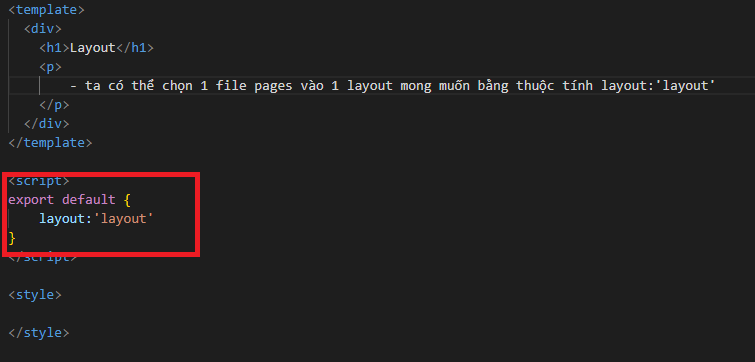 <template>
<div>
<h1>Layout</h1>
<p>
- ta có thể chọn 1 file pages vào 1 layout mong muốn bằng thuộc tính layout:'layout'
</p>
</div>
</template>
<script>
export default {
layout:'layout'
}
</script>
<style>
</style>